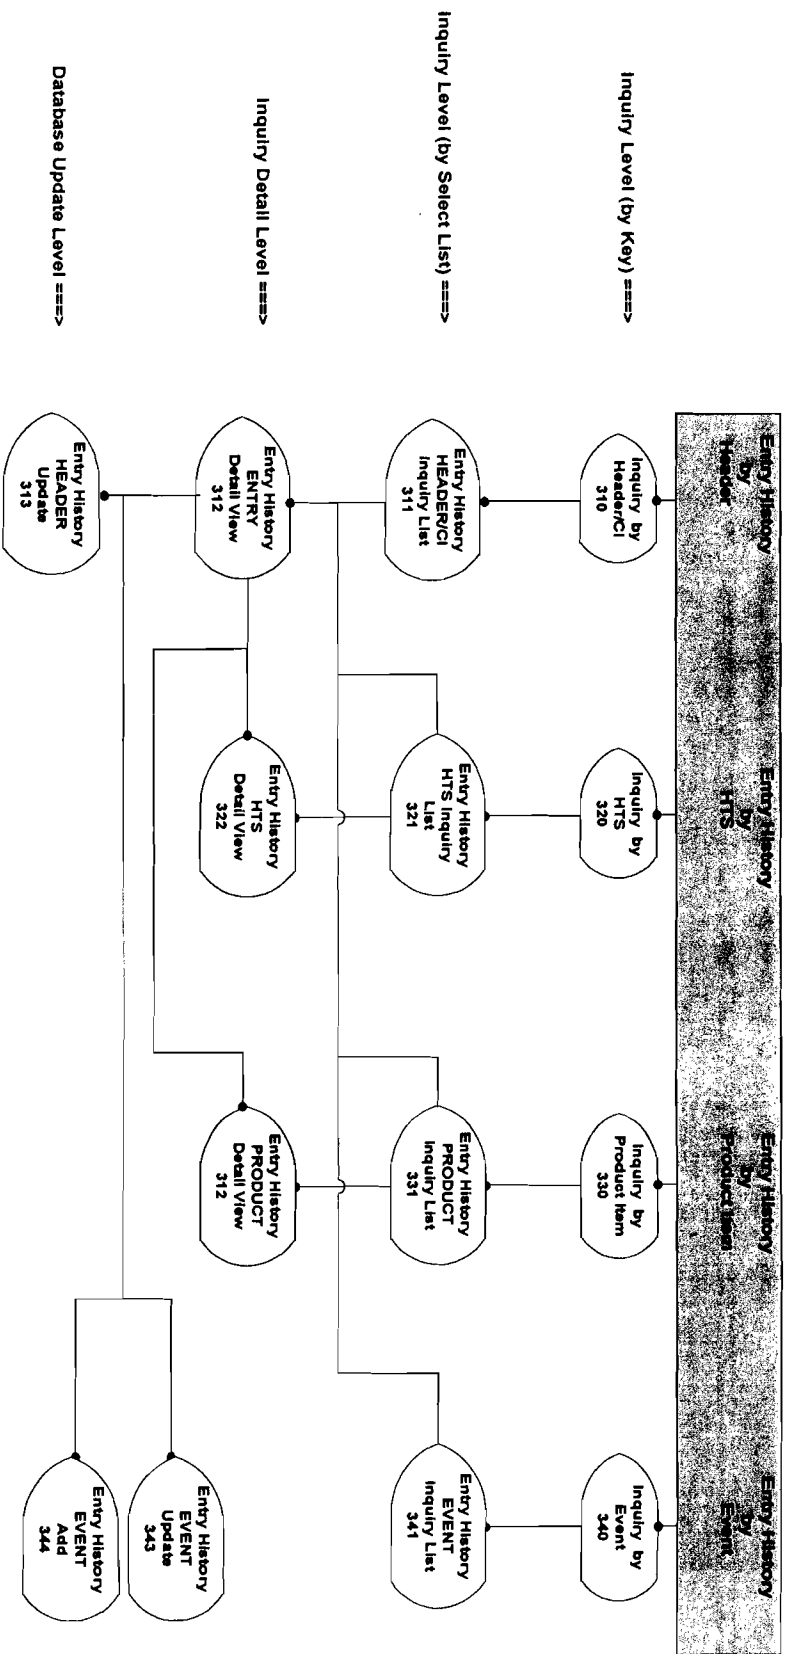 Entry History
by
Header
Entry History
by
HTS
Entry History
by
Product Item
Entry History
by
Event
Inquiry Level (by Key) ===>
Inquiry by
Header/CI
310
Inquiry by
HTS
320
Inquiry by
Product Item
330
Inquiry by
Event
340
Inquiry Level (by Select List) ===>
Entry History
HEADER/CI
Inquiry List
311
Entry History
HTS Inquiry
List
321
Entry History
PRODUCT
Inquiry List
331
Entry History
EVENT
Inquiry List
341
Inquiry Detail Level ===>
Entry History
ENTRY
Detail View
312
Entry History
HTS
Detail View
322
Entry History
PRODUCT
Detail View
312
Database Update Level ===>
Entry History
HEADER
Update
313
Entry History
EVENT
Update
343
Entry History
EVENT
Add
344